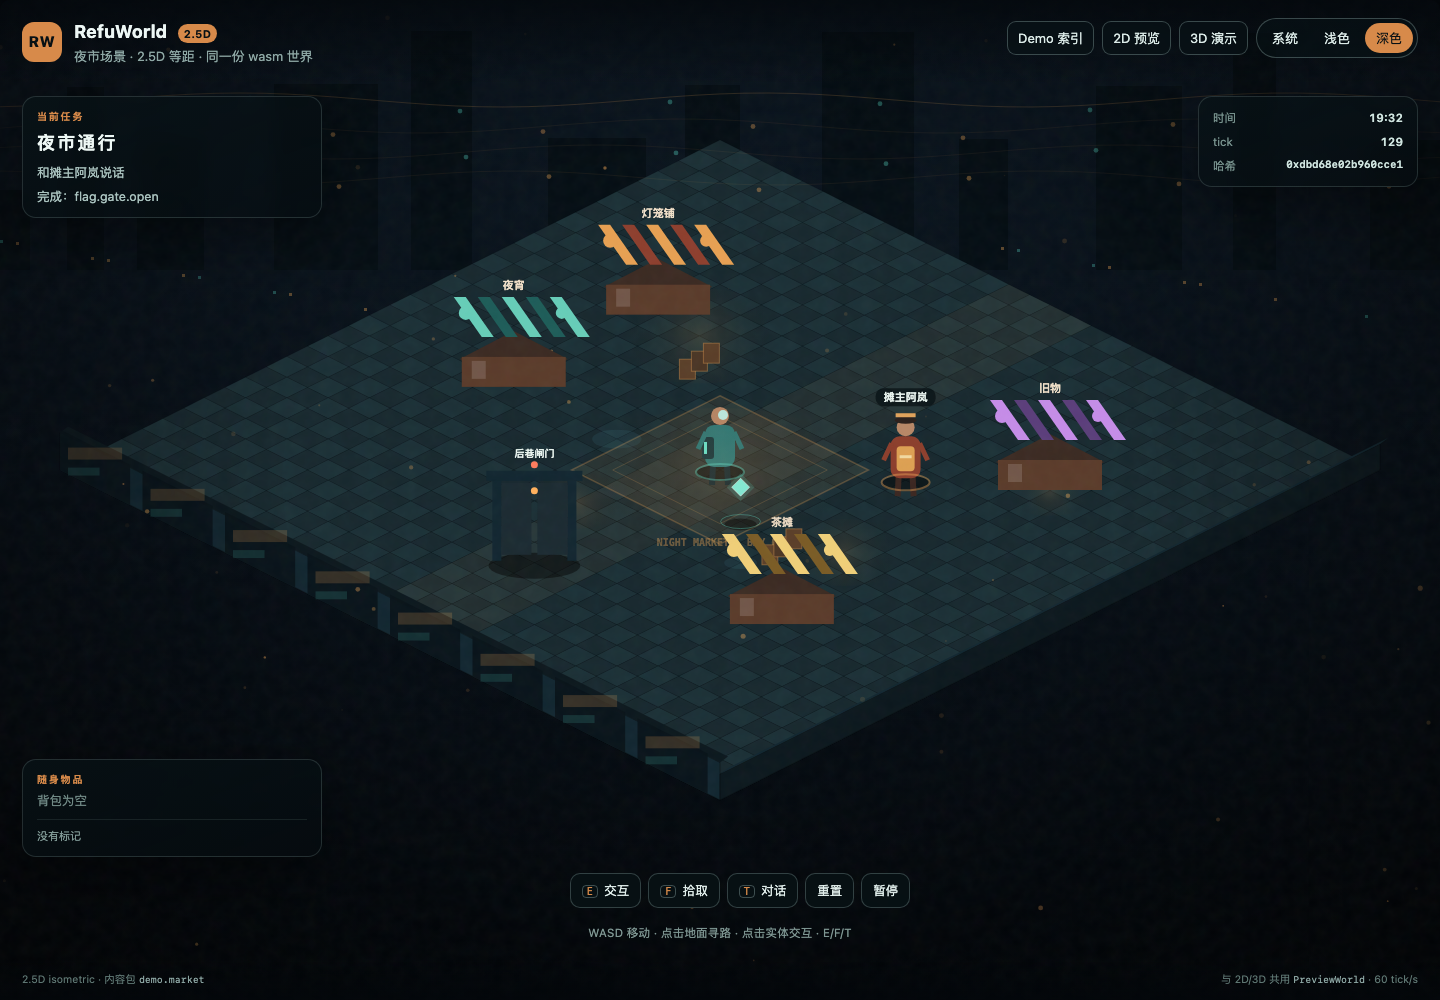 RW
RefuWorld 2.5D
夜市场景 · 2.5D 等距 · 同一份 wasm 世界
Demo 索引
2D 预览
3D 演示
系统
浅色
深色
当前任务
夜市通行
和摊主阿岚说话
完成：flag.gate.open
时间 19:32
tick 129
哈希 0xdbd68e02b960cce1
灯笼铺
夜宵
旧物
摊主阿岚
后巷闸门
茶摊
NIGHT MARKET
随身物品
背包为空
没有标记
E 交互
F 拾取
T 对话
重置
暂停
WASD 移动 · 点击地面寻路 · 点击实体交互 · E/F/T
2.5D isometric · 内容包 demo.market
与 2D/3D 共用 PreviewWorld · 60 tick/s